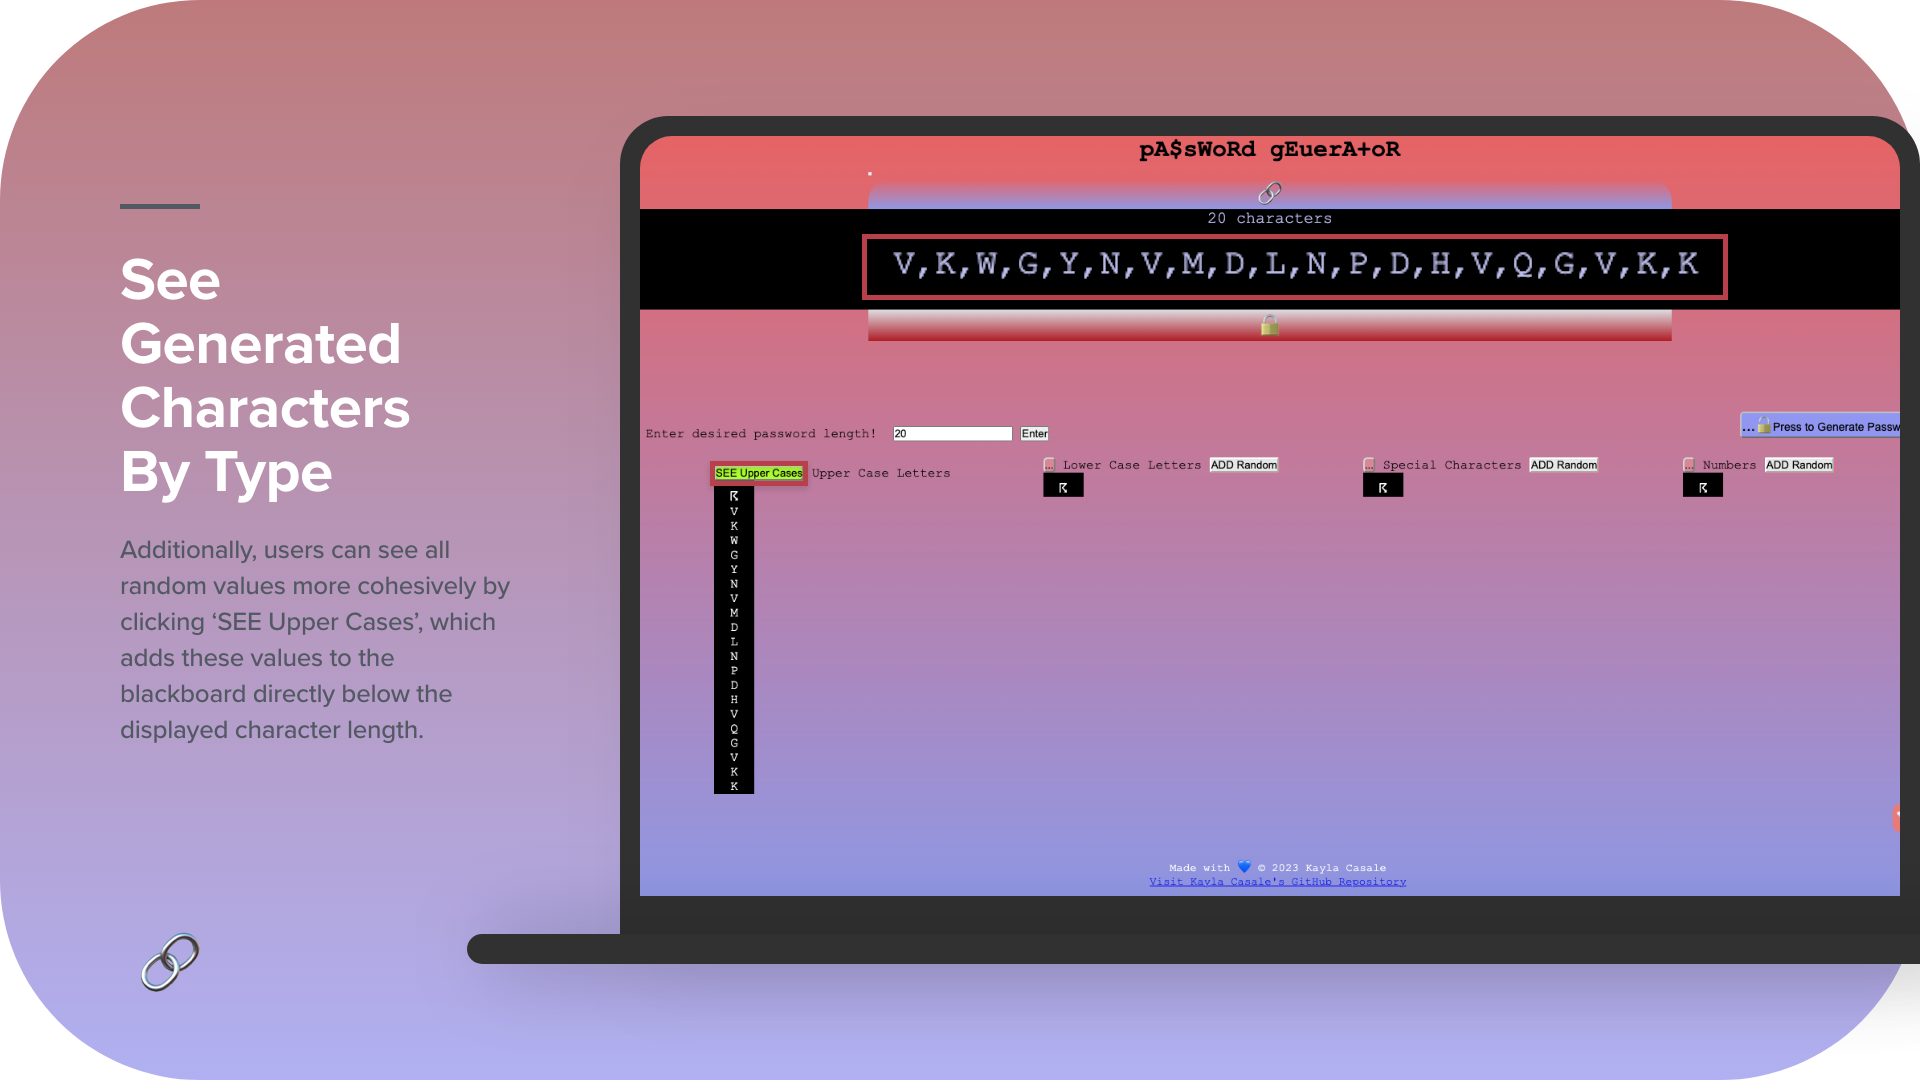 See
Generated
Characters
By Type
Additionally, users can see all
random values more cohesively by
clicking ‘SEE Upper Cases’, which
adds these values to the
blackboard directly below the
displayed character length.
pA$sWoRd gEuerA+oR
20 characters
V,K,W,G,Y,N,V,M,D,L,N,P,D,H,V,Q,G,V,K,K
Enter desired password length! 20 Enter
...🔒Press to Generate Passw
SEE Upper Cases Upper Case Letters
... Lower Case Letters ADD Random
... Special Characters ADD Random
... Numbers ADD Random
V
K
W
G
Y
N
V
M
D
L
N
P
D
H
V
Q
G
V
K
K
Made with 💙 © 2023 Kayla Casale
Visit Kayla Casale's GitHub Repository